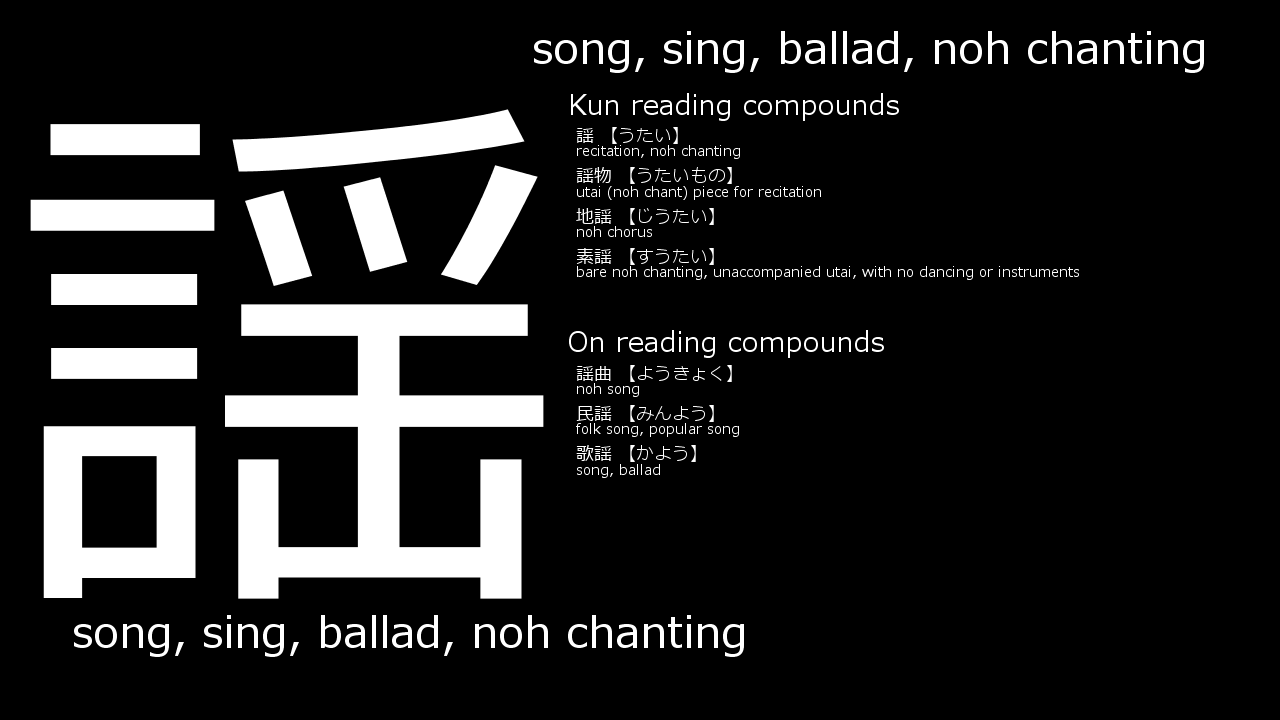 song, sing, ballad, noh chanting
謡
Kun reading compounds
謡 【うたい】
recitation, noh chanting
謡物 【うたいもの】
utai (noh chant) piece for recitation
地謡 【じうたい】
noh chorus
素謡 【すうたい】
bare noh chanting, unaccompanied utai, with no dancing or instruments
On reading compounds
謡曲 【ようきょく】
noh song
民謡 【みんよう】
folk song, popular song
歌謡 【かよう】
song, ballad
song, sing, ballad, noh chanting